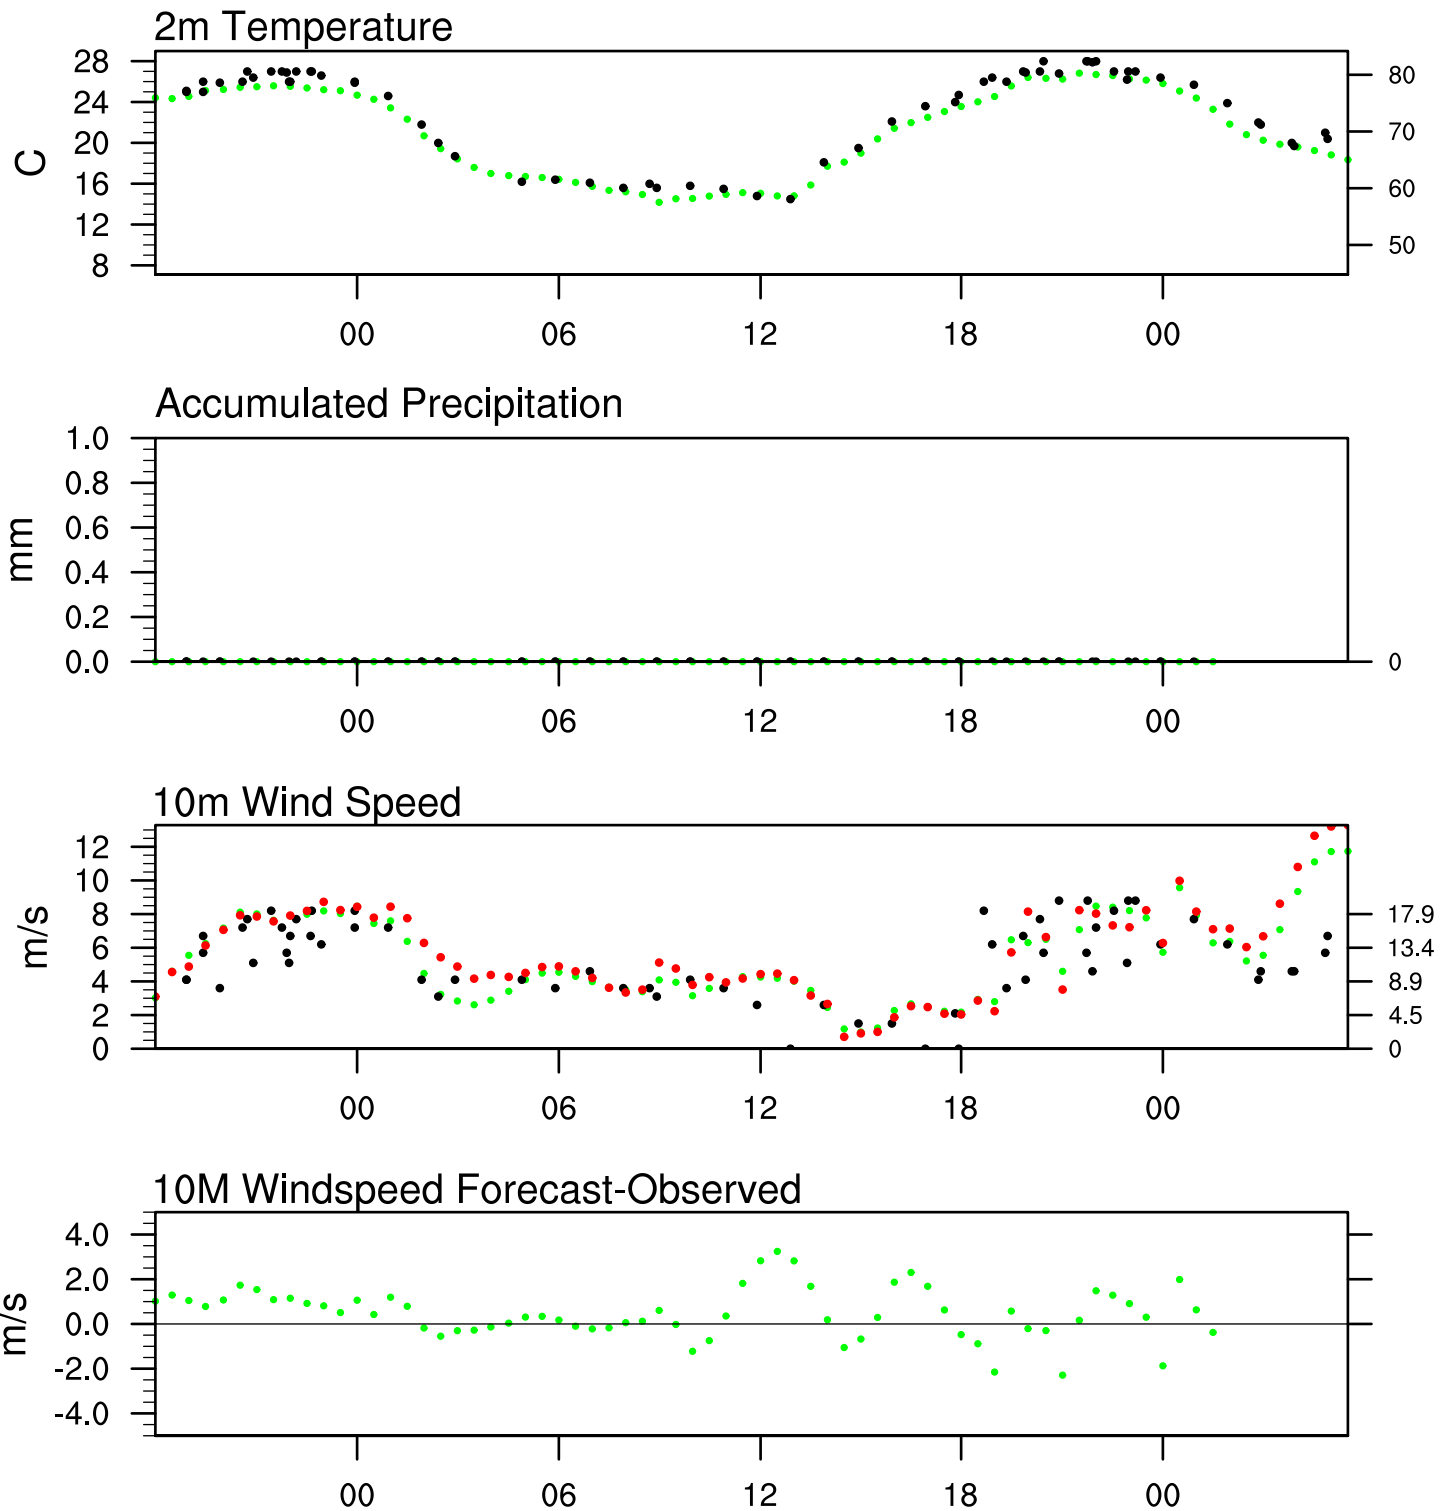 2m Temperature
28
24
20
16
12
8
C
80
70
60
50
00 06 12 18 00
Accumulated Precipitation
1.0
0.8
0.6
0.4
0.2
0.0
mm
0
00 06 12 18 00
10m Wind Speed
12
10
8
6
4
2
0
m/s
17.9
13.4
8.9
4.5
0
00 06 12 18 00
10M Windspeed Forecast-Observed
4.0
2.0
0.0
-2.0
-4.0
m/s
00 06 12 18 00